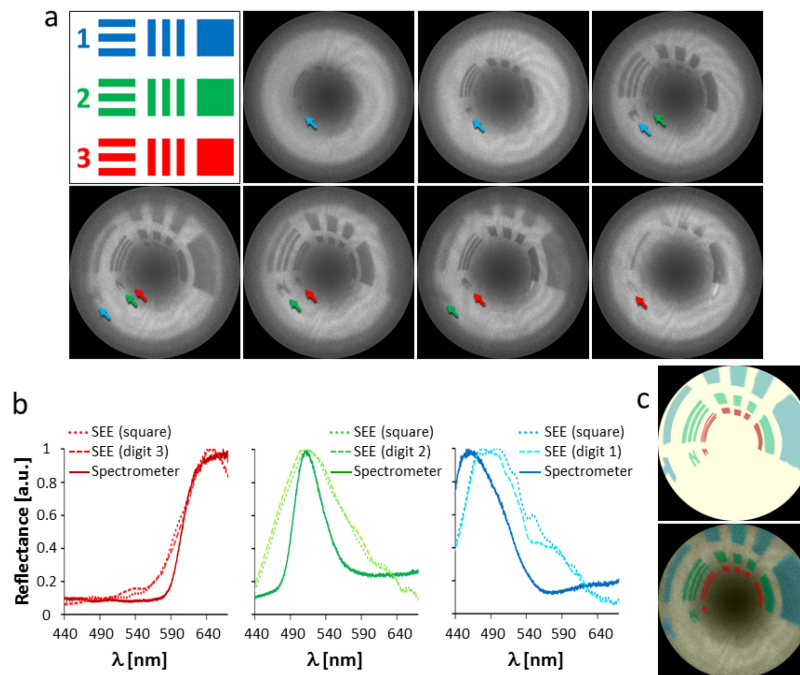 a
1
2
3
b
c
SEE (square)
SEE (digit 3)
Spectrometer
SEE (square)
SEE (digit 2)
Spectrometer
SEE (square)
SEE (digit 1)
Spectrometer
Reflectance [a.u.]
1
0.8
0.6
0.4
0.2
0
440 490 540 590 640
440 490 540 590 640
440 490 540 590 640
λ [nm]
λ [nm]
λ [nm]